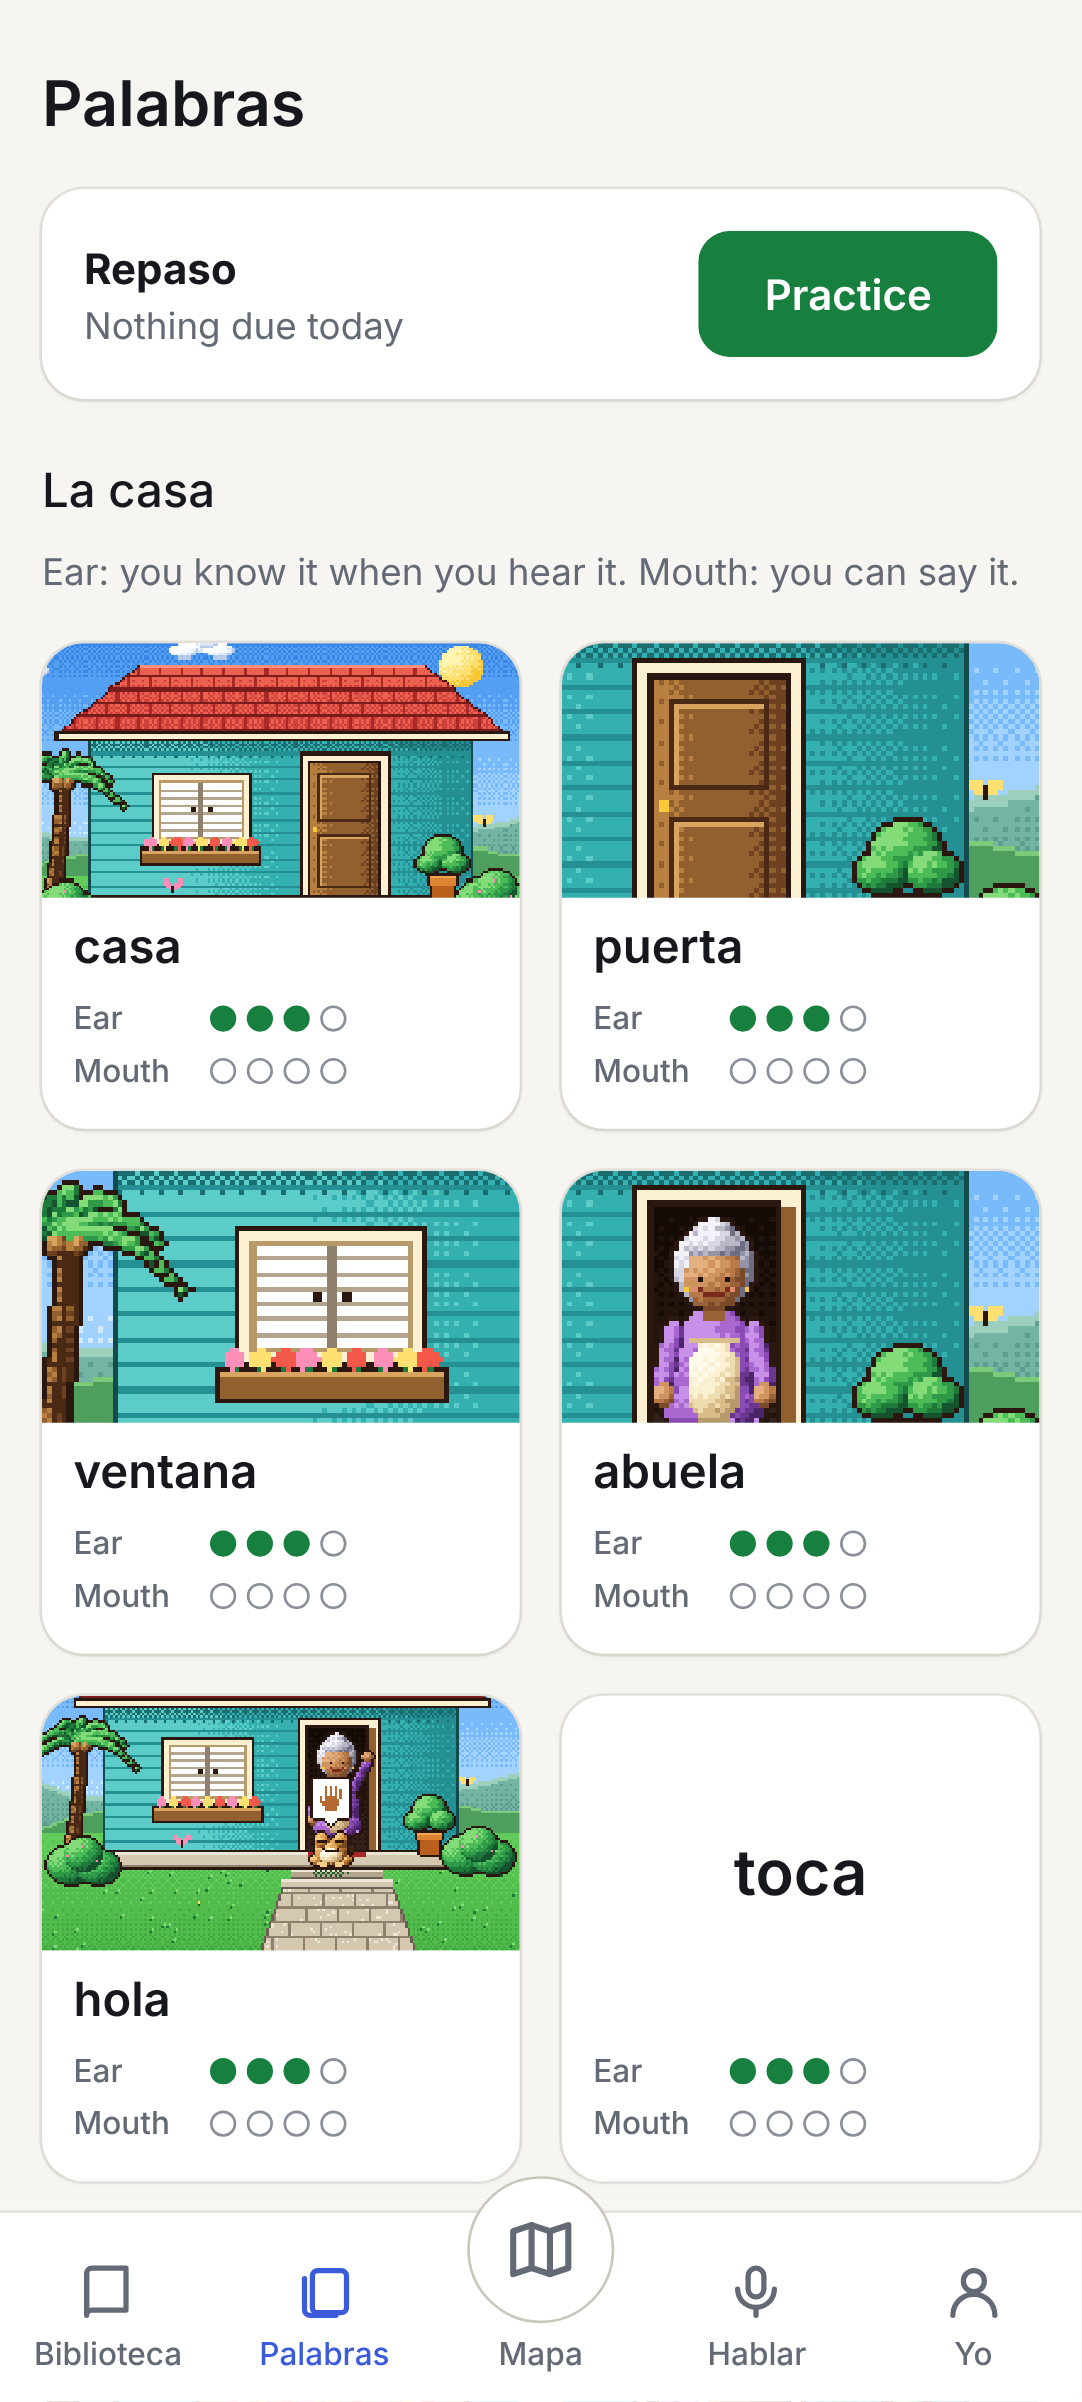 Palabras
Repaso
Nothing due today
Practice
La casa
Ear: you know it when you hear it. Mouth: you can say it.
casa
Ear
Mouth
puerta
Ear
Mouth
ventana
Ear
Mouth
abuela
Ear
Mouth
hola
Ear
Mouth
toca
Ear
Mouth
Biblioteca
Palabras
Mapa
Hablar
Yo